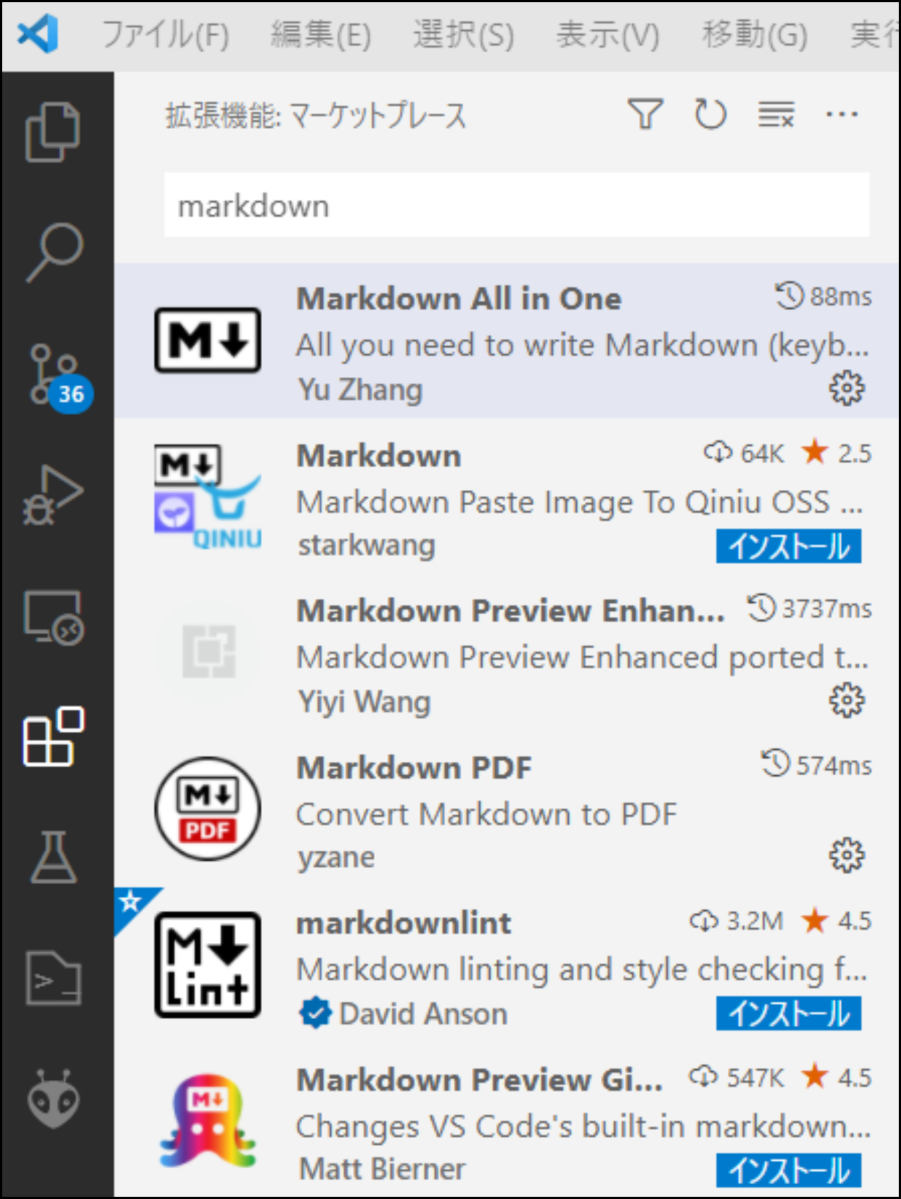 ファイル(F) 編集(E) 選択(S) 表示(V) 移動(G) 実行
拡張機能: マーケットプレース
markdown
Markdown All in One 88ms
All you need to write Markdown (keyb...
Yu Zhang
Markdown 64K 2.5
Markdown Paste Image To Qiniu OSS ...
starkwang インストール
QINIU
Markdown Preview Enhan... 3737ms
Markdown Preview Enhanced ported t...
Yiyi Wang
Markdown PDF 574ms
Convert Markdown to PDF
yzane
M PDF
markdownlint 3.2M 4.5
Markdown linting and style checking f...
David Anson インストール
M Lint
Markdown Preview Gi... 547K 4.5
Changes VS Code's built-in markdown...
Matt Bierner インストール
36